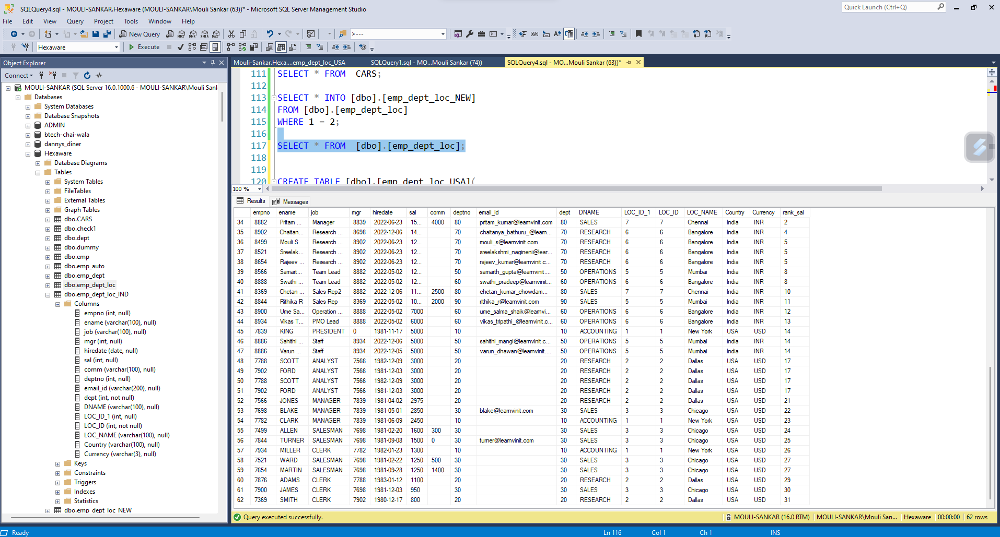 SQLQuery4.sql - MOULI-SANKAR.Hexaware (MOULI-SANKAR\Mouli Sankar (63))* - Microsoft SQL Server Management Studio
Quick Launch (Ctrl+Q)
File Edit View Query Project Tools Window Help
New Query MDX DMX XMLA DAX >---
Hexaware Execute
Object Explorer
Connect
MOULI-SANKAR (SQL Server 16.0.1000.6 - MOULI-SANKAR\Mouli Sank
Databases
System Databases
Database Snapshots
ADMIN
btech-chai-wala
dannys_diner
Hexaware
Database Diagrams
Tables
System Tables
FileTables
External Tables
Graph Tables
dbo.CARS
dbo.check1
dbo.dept
dbo.dummy
dbo.emp
dbo.emp_auto
dbo.emp_dept
dbo.emp_dept_loc
dbo.emp_dept_loc_IND
Columns
empno (int, null)
ename (varchar(100), null)
job (varchar(100), null)
mgr (int, null)
hiredate (date, null)
sal (int, null)
comm (varchar(100), null)
deptno (int, null)
email_id (varchar(200), null)
dept (int, not null)
DNAME (varchar(100), null)
LOC_ID_1 (int, null)
LOC_ID (int, not null)
LOC_NAME (varchar(100), null)
Country (varchar(100), null)
Currency (varchar(3), null)
Keys
Constraints
Triggers
Indexes
Statistics
dbo.emp_dept_loc_NEW
Mouli-Sankar.Hexa....emp_dept_loc_USA SQLQuery1.sql - MO...Mouli Sankar (74)) SQLQuery4.sql - MO...Mouli Sankar (63))*
111 SELECT * FROM CARS;
112
113 SELECT * INTO [dbo].[emp_dept_loc_NEW]
114 FROM [dbo].[emp_dept_loc]
115 WHERE 1 = 2;
116
117 SELECT * FROM [dbo].[emp_dept_loc];
118
119
120 CREATE TABLE [dbo].[emp_dept_loc_USA](
100 %
Results Messages
empno ename job mgr hiredate sal comm deptno email_id dept DNAME LOC_ID_1 LOC_ID LOC_NAME Country Currency rank_sal
34 8882 Pritam ... Manager 8839 2022-06-23 15... 4000 80 pritam_kumar@learnvinit.com 80 SALES 7 7 Chennai India INR 2
35 8902 Chaitan... Research ... 8698 2022-12-06 14... 70 chaitanya_bathuru_@learn... 70 RESEARCH 6 6 Bangalore India INR 4
36 8499 Mouli S Research ... 8902 2022-06-23 12... 70 mouli_s@learnvinit.com 70 RESEARCH 6 6 Bangalore India INR 5
37 8521 Sreelak... Research ... 8902 2022-06-23 12... 70 sreelakshmi_nagineni@lear... 70 RESEARCH 6 6 Bangalore India INR 5
38 8654 Rajeev ... Research ... 8902 2022-06-23 12... 70 rajeev_kumar@learnvinit.c... 70 RESEARCH 6 6 Bangalore India INR 5
39 8566 Samart... Team Lead 8882 2022-05-02 12... 50 samarth_gupta@learnvinit.... 50 OPERATIONS 5 5 Mumbai India INR 8
40 8888 Swathi ... Team Lead 8882 2022-05-02 12... 60 swathi_pradeep@learnvinit.... 60 OPERATIONS 6 6 Bangalore India INR 8
41 8369 Chetan ... Sales Rep2 8882 2022-12-06 11... 2500 80 chetan_kumar_chowdam... 80 SALES 7 7 Chennai India INR 10
42 8844 Rithika R Sales Rep 8369 2022-05-02 10... 2000 90 rithika_r@learnvinit.com 90 SALES 5 5 Mumbai India INR 11
43 8900 Ume Sa... Operation ... 8888 2022-05-02 7000 60 ume_salma_shaik@learnvi... 60 OPERATIONS 6 6 Bangalore India INR 12
44 8934 Vikas T... PMO Lead 8888 2022-05-02 6000 60 vikas_tripathi_@learnvinit.c... 60 OPERATIONS 6 6 Bangalore India INR 13
45 7839 KING PRESIDENT 0 1981-11-17 5000 10 10 ACCOUNTING 1 1 New York USA USD 14
46 8886 Sahithi ... Staff 8934 2022-12-06 5000 50 sahithi_mangi@learnvinit.c... 50 OPERATIONS 5 5 Mumbai India INR 14
47 8886 Varun ... Staff 8934 2022-12-05 5000 50 varun_dhawan@learnvinit.... 50 OPERATIONS 5 5 Mumbai India INR 14
48 7788 SCOTT ANALYST 7566 1982-12-09 3000 20 20 RESEARCH 2 2 Dallas USA USD 17
49 7902 FORD ANALYST 7566 1981-12-03 3000 20 20 RESEARCH 2 2 Dallas USA USD 17
50 7788 SCOTT ANALYST 7566 1982-12-09 3000 20 20 RESEARCH 2 2 Dallas USA USD 17
51 7902 FORD ANALYST 7566 1981-12-03 3000 20 20 RESEARCH 2 2 Dallas USA USD 17
52 7566 JONES MANAGER 7839 1981-04-02 2975 20 20 RESEARCH 2 2 Dallas USA USD 21
53 7698 BLAKE MANAGER 7839 1981-05-01 2850 30 blake@learnvinit.com 30 SALES 3 3 Chicago USA USD 22
54 7782 CLARK MANAGER 7839 1981-06-09 2450 10 10 ACCOUNTING 1 1 New York USA USD 23
55 7499 ALLEN SALESMAN 7698 1981-02-20 1600 300 30 30 SALES 3 3 Chicago USA USD 24
56 7844 TURNER SALESMAN 7698 1981-09-08 1500 0 30 turner@learnvinit.com 30 SALES 3 3 Chicago USA USD 25
57 7934 MILLER CLERK 7782 1982-01-23 1300 10 10 ACCOUNTING 1 1 New York USA USD 26
58 7521 WARD SALESMAN 7698 1981-02-22 1250 500 30 30 SALES 3 3 Chicago USA USD 27
59 7654 MARTIN SALESMAN 7698 1981-09-28 1250 1400 30 30 SALES 3 3 Chicago USA USD 27
60 7876 ADAMS CLERK 7788 1983-01-12 1100 20 20 RESEARCH 2 2 Dallas USA USD 29
61 7900 JAMES CLERK 7698 1981-12-03 950 30 30 SALES 3 3 Chicago USA USD 30
62 7369 SMITH CLERK 7902 1980-12-17 800 20 20 RESEARCH 2 2 Dallas USA USD 31
Query executed successfully. MOULI-SANKAR (16.0 RTM) MOULI-SANKAR\Mouli San... Hexaware 00:00:00 62 rows
Ready Ln 116 Col 1 Ch 1 INS